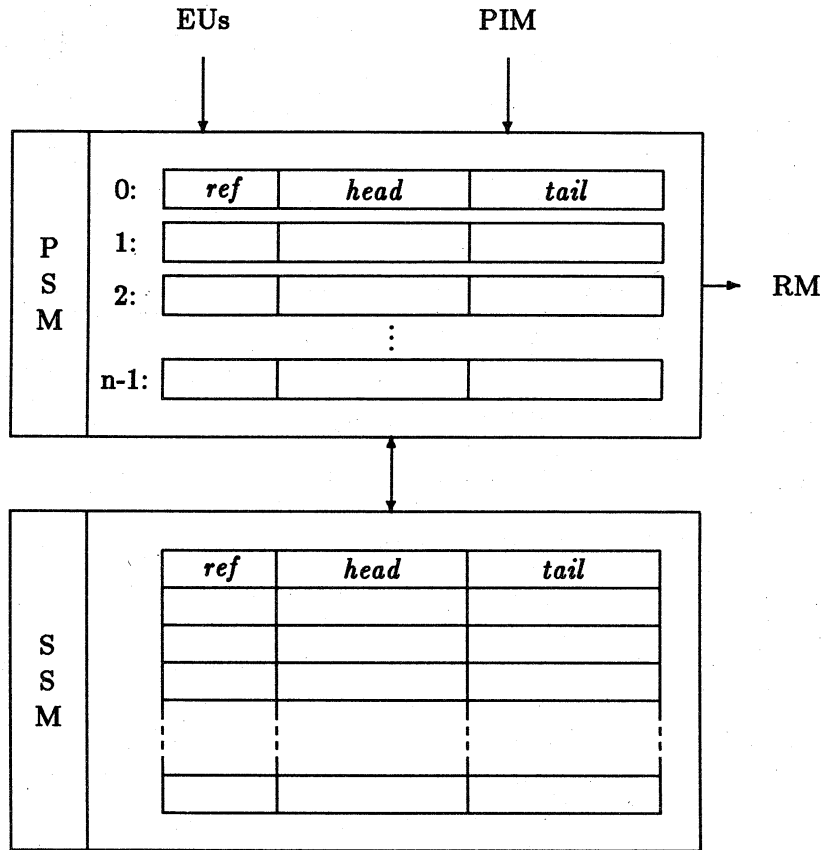 EUs PIM
0: ref head tail
1:
P
S
M
2:
RM
⋮
n-1:
ref head tail
S
S
M